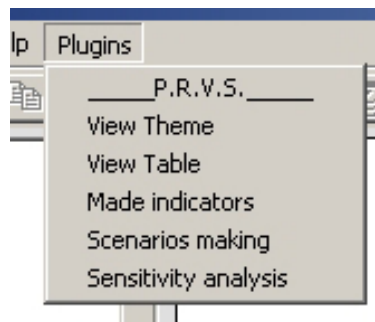 lp Plugins
_____P.R.V.S._____
View Theme
View Table
Made indicators
Scenarios making
Sensitivity analysis